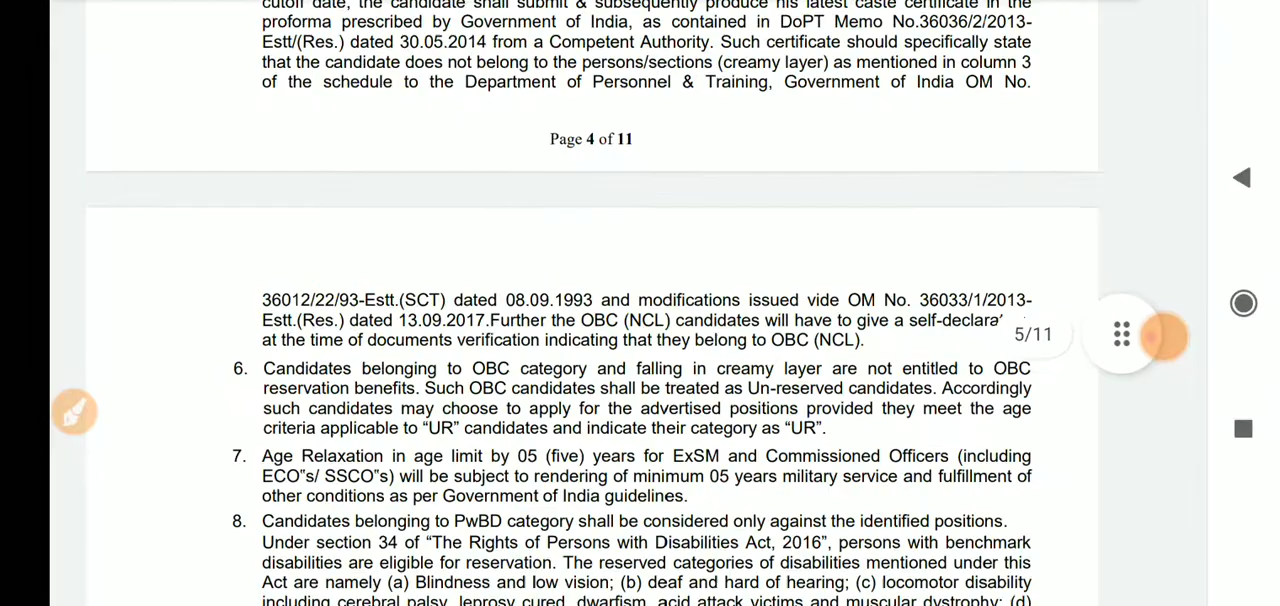 cutoff date, the candidate shall submit & subsequently produce his latest caste certificate in the
proforma prescribed by Government of India, as contained in DoPT Memo No.36036/2/2013-
Estt/(Res.) dated 30.05.2014 from a Competent Authority. Such certificate should specifically state
that the candidate does not belong to the persons/sections (creamy layer) as mentioned in column 3
of the schedule to the Department of Personnel & Training, Government of India OM No.
Page 4 of 11
36012/22/93-Estt.(SCT) dated 08.09.1993 and modifications issued vide OM No. 36033/1/2013-
Estt.(Res.) dated 13.09.2017.Further the OBC (NCL) candidates will have to give a self-declara
at the time of documents verification indicating that they belong to OBC (NCL).
5/11
6. Candidates belonging to OBC category and falling in creamy layer are not entitled to OBC
reservation benefits. Such OBC candidates shall be treated as Un-reserved candidates. Accordingly
such candidates may choose to apply for the advertised positions provided they meet the age
criteria applicable to “UR” candidates and indicate their category as “UR”.
7. Age Relaxation in age limit by 05 (five) years for ExSM and Commissioned Officers (including
ECO‟s/ SSCO‟s) will be subject to rendering of minimum 05 years military service and fulfillment of
other conditions as per Government of India guidelines.
8. Candidates belonging to PwBD category shall be considered only against the identified positions.
Under section 34 of “The Rights of Persons with Disabilities Act, 2016”, persons with benchmark
disabilities are eligible for reservation. The reserved categories of disabilities mentioned under this
Act are namely (a) Blindness and low vision; (b) deaf and hard of hearing; (c) locomotor disability
including cerebral palsy, leprosy cured, dwarfism, acid attack victims and muscular dystrophy; (d)